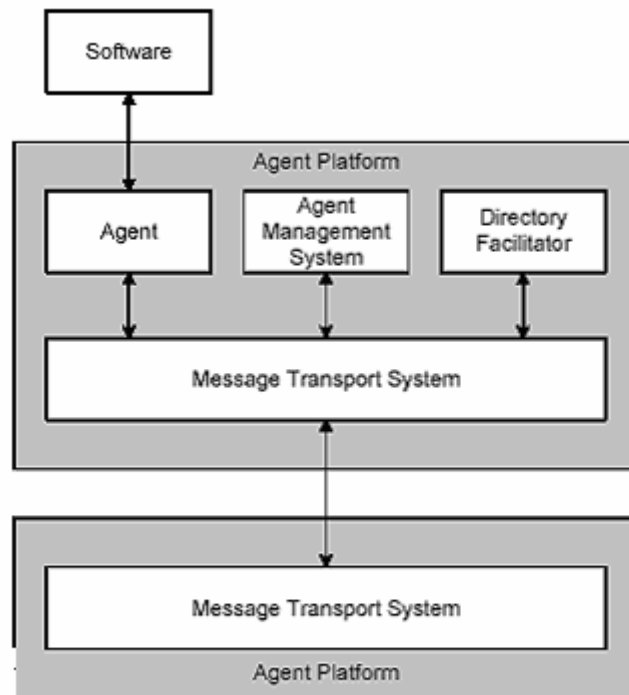 Software
Agent Platform
Agent
Agent
Management
System
Directory
Facilitator
Message Transport System
Message Transport System
Agent Platform